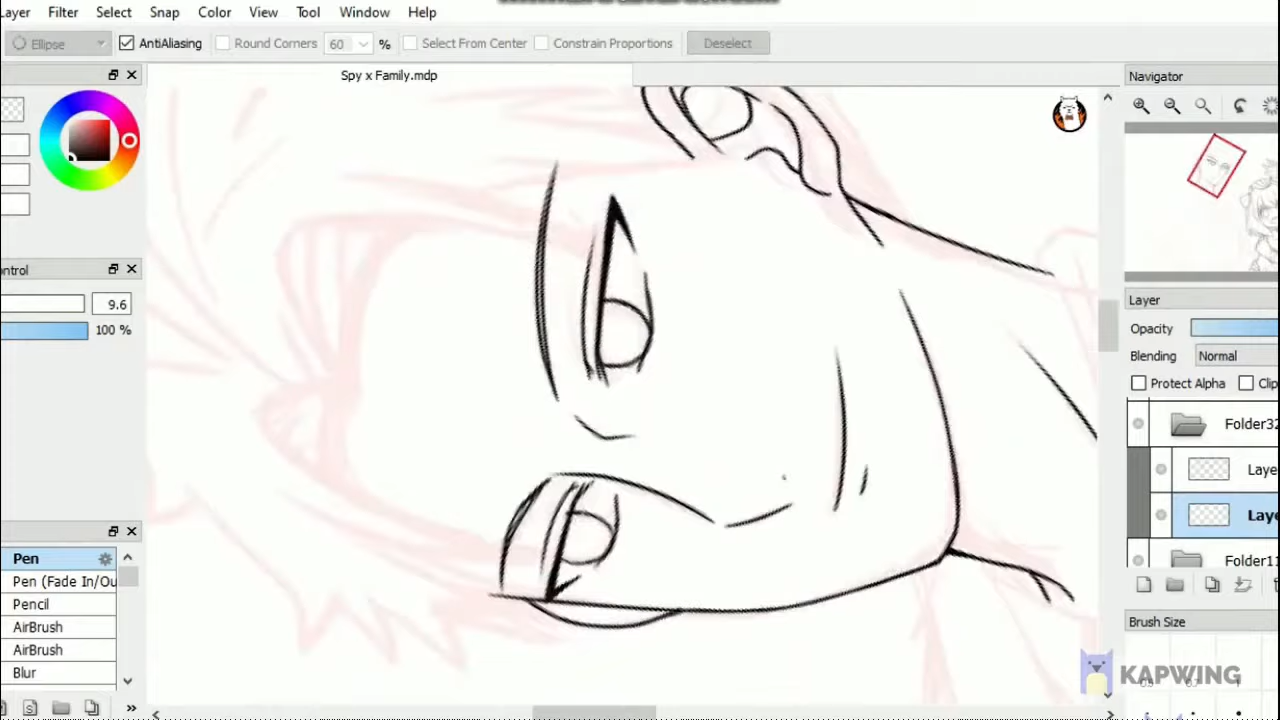 Layer Filter Select Snap Color View Tool Window Help
Ellipse AntiAliasing Round Corners 60 % Select From Center Constrain Proportions Deselect
Spy x Family.mdp
Navigator
ontrol
9.6
100 %
Layer
Opacity
Blending Normal
Protect Alpha Clip
Folder32
Laye
Laye
Folder11
Pen
Pen (Fade In/Ou
Pencil
AirBrush
AirBrush
Blur
Brush Size
KAPWING